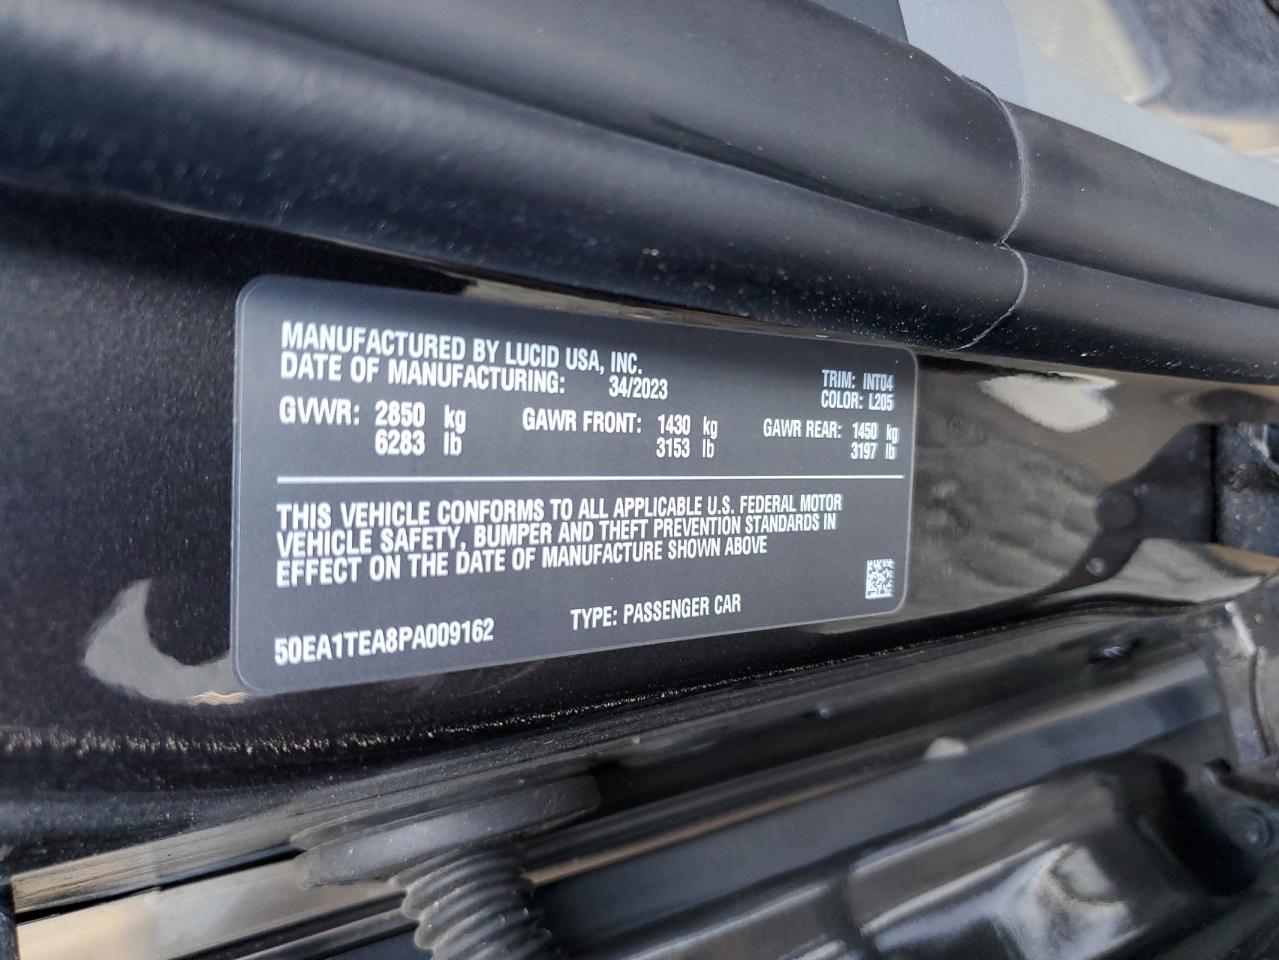 MANUFACTURED BY LUCID USA, INC.
DATE OF MANUFACTURING: 34/2023
TRIM: INT04
COLOR: L205
GVWR: 2850 kg GAWR FRONT: 1430 kg GAWR REAR: 1450 kg
6283 lb 3153 lb 3197 lb
THIS VEHICLE CONFORMS TO ALL APPLICABLE U.S. FEDERAL MOTOR
VEHICLE SAFETY, BUMPER AND THEFT PREVENTION STANDARDS IN
EFFECT ON THE DATE OF MANUFACTURE SHOWN ABOVE
50EA1TEA8PA009162 TYPE: PASSENGER CAR